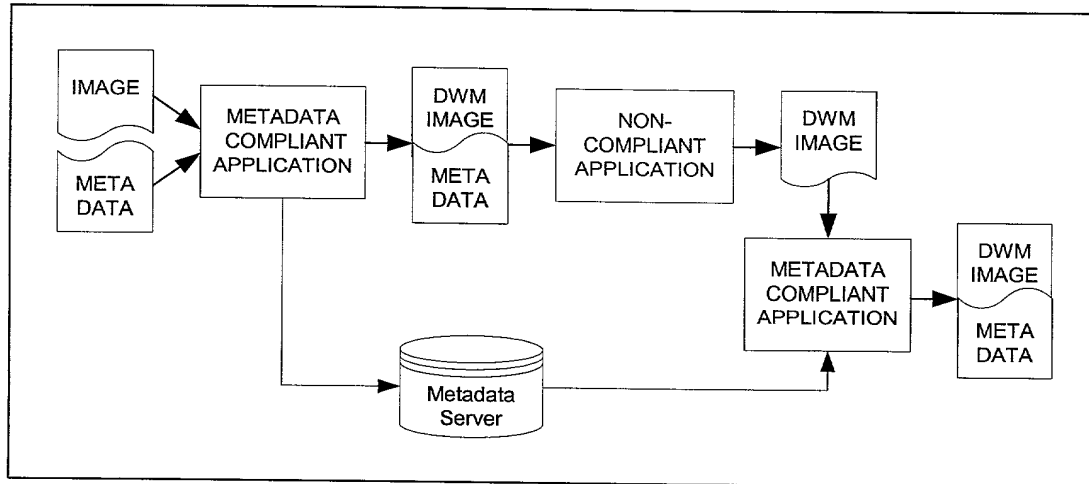 IMAGE
META
DATA
METADATA
COMPLIANT
APPLICATION
DWM
IMAGE
META
DATA
NON-
COMPLIANT
APPLICATION
DWM
IMAGE
METADATA
COMPLIANT
APPLICATION
DWM
IMAGE
META
DATA
Metadata
Server